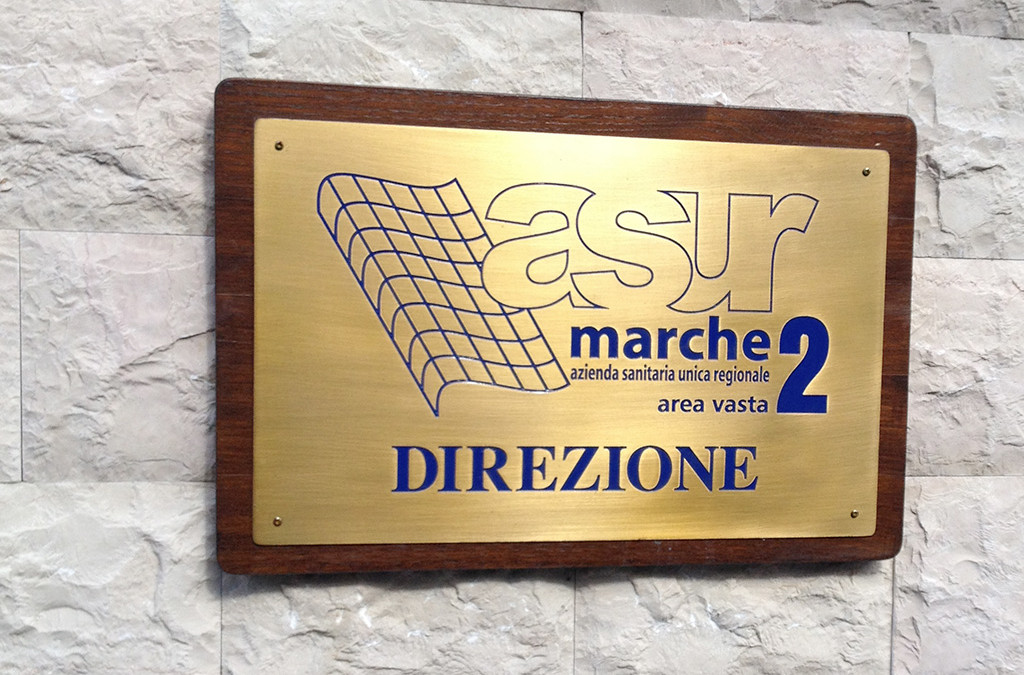 asur
marche 2
azienda sanitaria unica regionale
area vasta
DIREZIONE